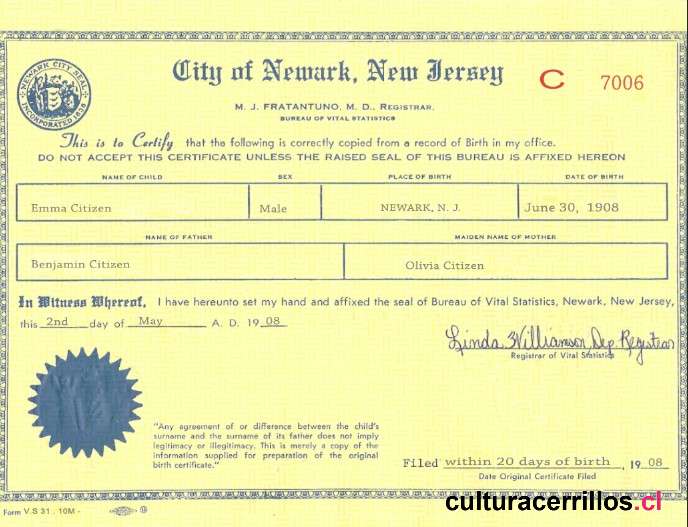 NEWARK CITY SEAL
INCORPORATED 1836
City of Newark, New Jersey
C 7006
M. J. FRATANTUNO, M. D., REGISTRAR.
BUREAU OF VITAL STATISTICS
This is to Certify that the following is correctly copied from a record of Birth in my office.
DO NOT ACCEPT THIS CERTIFICATE UNLESS THE RAISED SEAL OF THIS BUREAU IS AFFIXED HEREON
NAME OF CHILD SEX PLACE OF BIRTH DATE OF BIRTH
Emma Citizen Male NEWARK, N. J. June 30, 1908
NAME OF FATHER MAIDEN NAME OF MOTHER
Benjamin Citizen Olivia Citizen
In Witness Whereof, I have hereunto set my hand and affixed the seal of Bureau of Vital Statistics, Newark, New Jersey,
this 2nd day of May A. D. 19 08
Linda Williamson, Dep Registrar
Registrar of Vital Statistics
"Any agreement of or difference between the child's
surname and the surname of its father does not imply
legitimacy or illegitimacy. This is merely a copy of the
information supplied for preparation of the original
birth certificate."
Filed within 20 days of birth, 19 08
Date Original Certificate Filed
Form V.S 31 . 10M -
culturacerrillos.cl